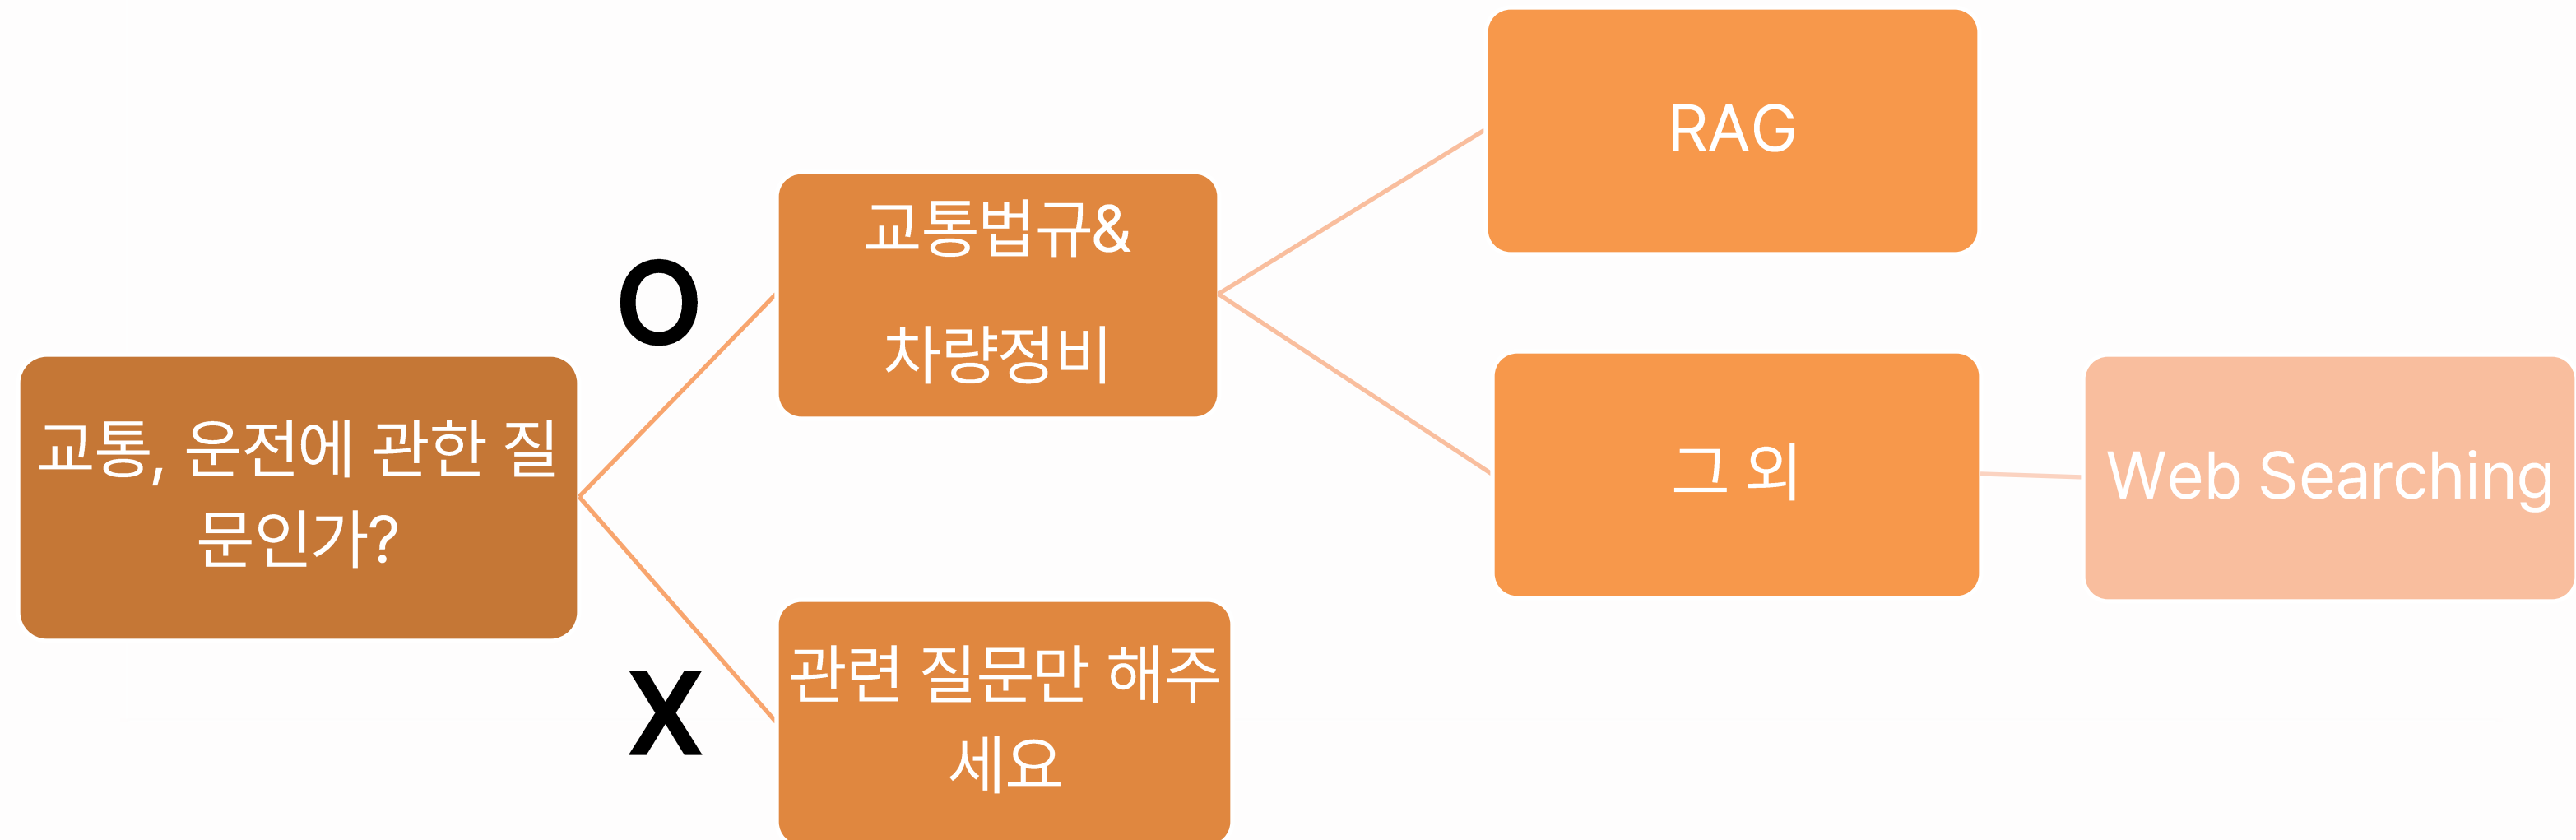 교통, 운전에 관한 질
문인가?
O
X
교통법규&
차량정비
관련 질문만 해주
세요
RAG
그 외
Web Searching